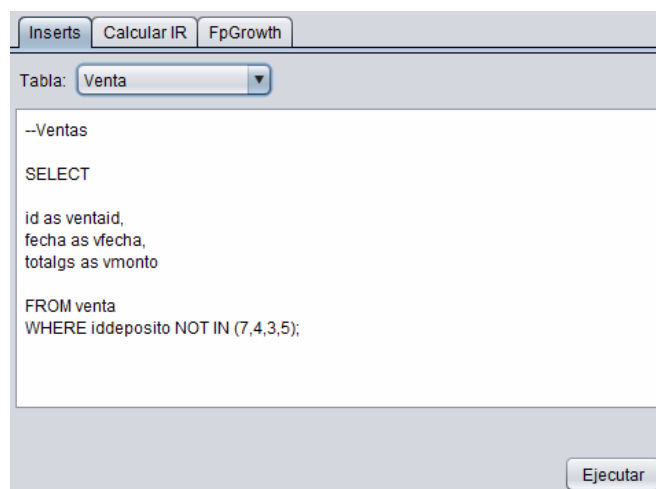 Inserts Calcular IR FpGrowth
Tabla: Venta
--Ventas
SELECT
id as ventaid,
fecha as vfecha,
totalgs as vmonto
FROM venta
WHERE iddeposito NOT IN (7,4,3,5);
Ejecutar